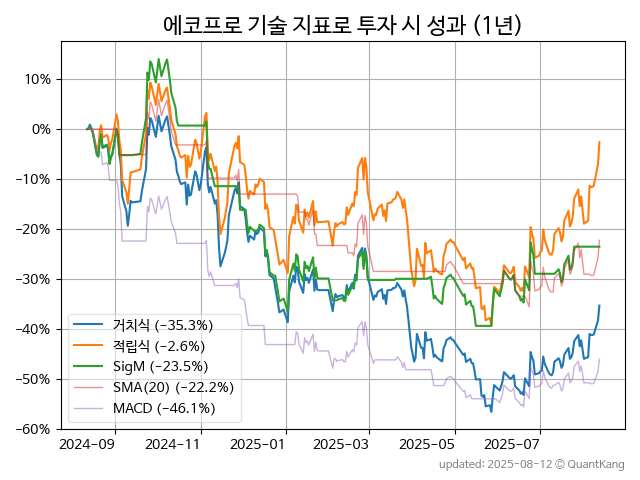 에코프로 기술 지표로 투자 시 성과 (1년)
10%
0%
−10%
−20%
−30%
−40%
−50%
−60%
거치식 (−35.3%)
적립식 (−2.6%)
SigM (−23.5%)
SMA(20) (−22.2%)
MACD (−46.1%)
2024-09 2024-11 2025-01 2025-03 2025-05 2025-07
updated: 2025-08-12 © QuantKang